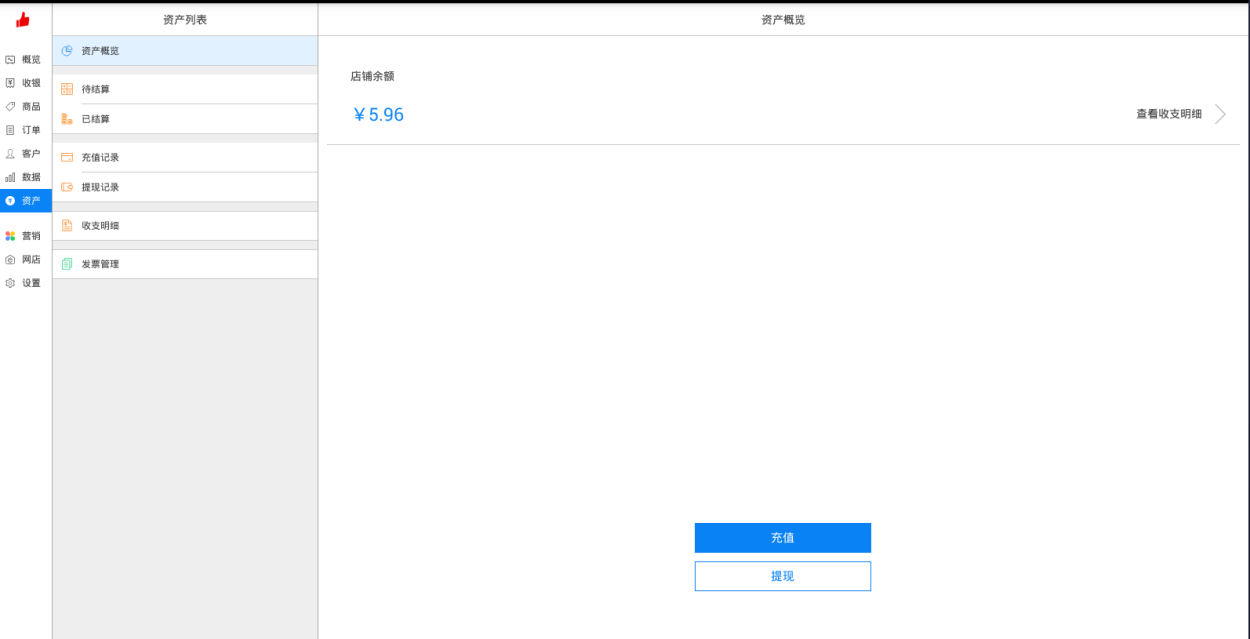 资产列表
资产概览
概览
收银
商品
订单
客户
数据
资产
营销
网店
设置
资产概览
待结算
已结算
充值记录
提现记录
收支明细
发票管理
店铺余额
￥5.96
查看收支明细
充值
提现